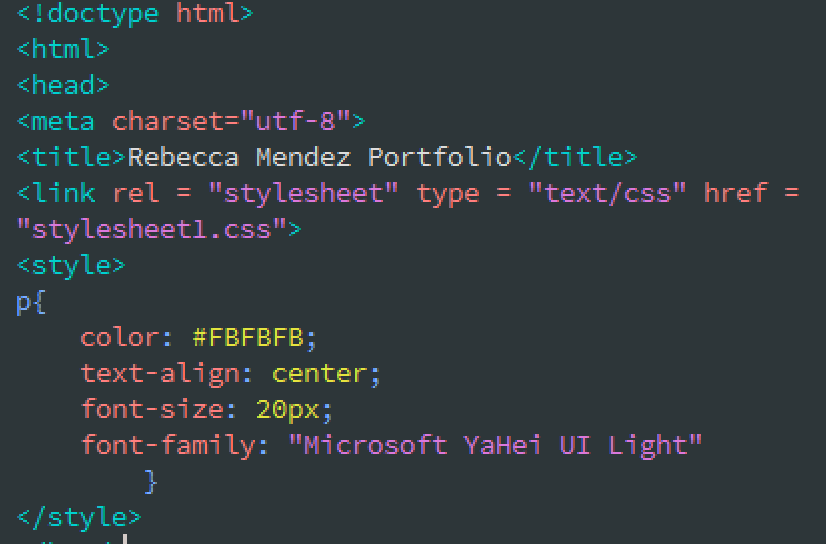 <!doctype html>
<html>
<head>
<meta charset="utf-8">
<title>Rebecca Mendez Portfolio</title>
<link rel = "stylesheet" type = "text/css" href =
"stylesheet1.css">
<style>
p{
    color: #FBFBFB;
    text-align: center;
    font-size: 20px;
    font-family: "Microsoft YaHei UI Light"
        }
</style>